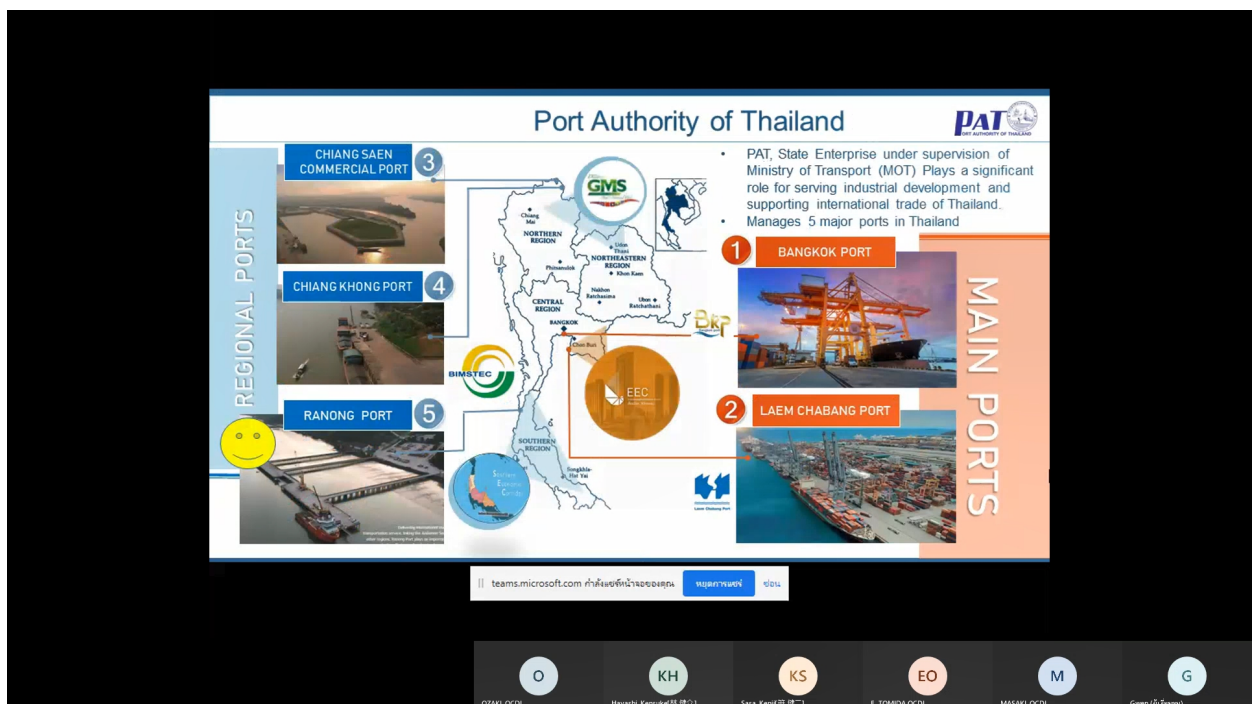 Port Authority of Thailand
PAT
PORT AUTHORITY OF THAILAND
REGIONAL PORTS
CHIANG SAEN
COMMERCIAL PORT
3
CHIANG KHONG PORT
4
RANONG PORT
5
GMS
Chiang
Mai
NORTHERN
REGION
Udon
Thani
NORTHEASTERN
REGION
Phitsanulok
Khon Kaen
Nakhon
Ratchasima
Ubon
Ratchathani
CENTRAL
REGION
BANGKOK
Chon Buri
BIMSTEC
EEC
SOUTHERN
REGION
Songkhla-
Hat Yai
Southern
Economic
Corridor
• PAT, State Enterprise under supervision of
Ministry of Transport (MOT) Plays a significant
role for serving industrial development and
supporting international trade of Thailand.
• Manages 5 major ports in Thailand
1
BANGKOK PORT
BKP
2
LAEM CHABANG PORT
Laem Chabang Port
MAIN PORTS
teams.microsoft.com กำลังแชร์หน้าจอของคุณ
หยุดการแชร์
ซ่อน
O
KH
KS
EO
M
G